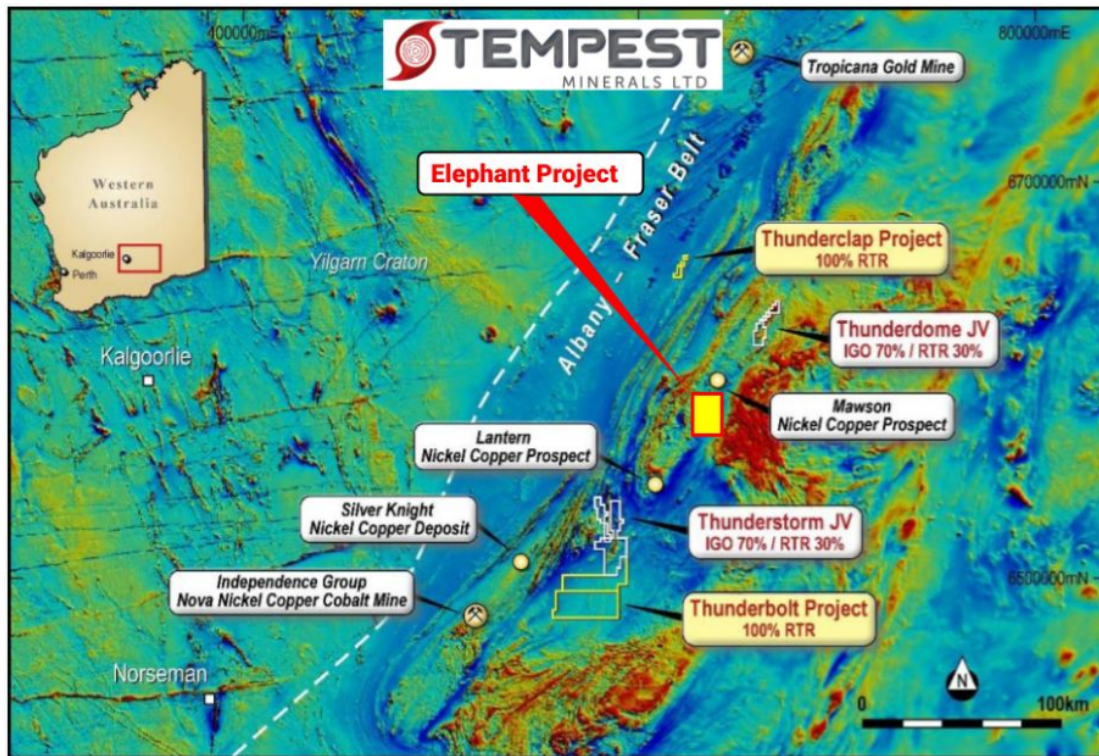 400000mE
800000mE
TEMPEST
MINERALS LTD
Tropicana Gold Mine
Elephant Project
Albany - Fraser Belt
6700000mN
Western
Australia
Kalgoorlie
Perth
Yilgarn Craton
Thunderclap Project
100% RTR
Thunderdome JV
IGO 70% / RTR 30%
Kalgoorlie
Mawson
Nickel Copper Prospect
Lantern
Nickel Copper Prospect
Silver Knight
Nickel Copper Deposit
Thunderstorm JV
IGO 70% / RTR 30%
Independence Group
Nova Nickel Copper Cobalt Mine
6500000mN
Thunderbolt Project
100% RTR
Norseman
N
0
100km